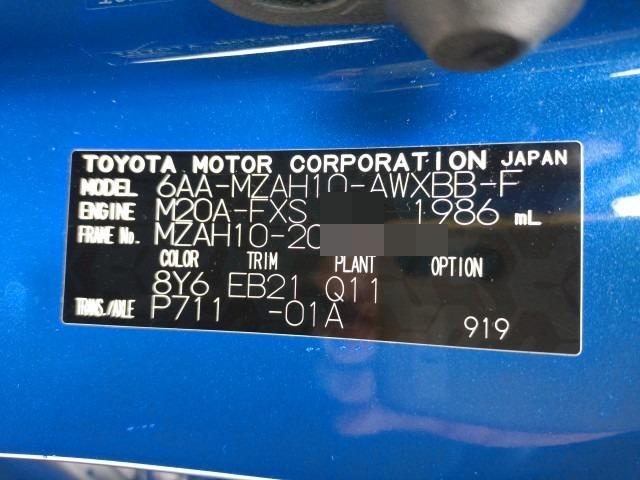 TOYOTA MOTOR CORPORATION JAPAN
MODEL 6AA-MZAH10-AWXBB-F
ENGINE M20A-FXS 1986 mL
FRAME No. MZAH10-20
COLOR TRIM PLANT OPTION
8Y6 EB21 Q11
TRANS./AXLE P711 -01A 919